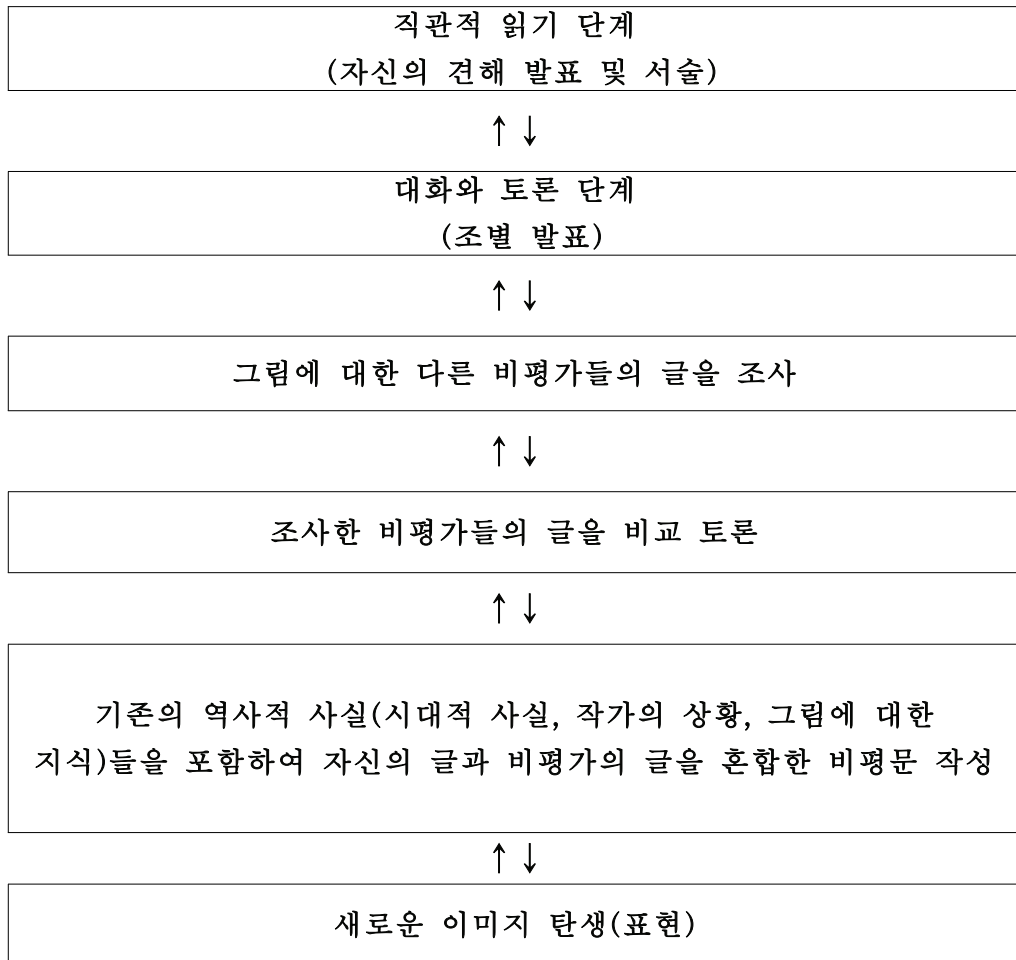 직관적 읽기 단계
(자신의 견해 발표 및 서술)
↑↓
대화와 토론 단계
(조별 발표)
↑↓
그림에 대한 다른 비평가들의 글을 조사
↑↓
조사한 비평가들의 글을 비교 토론
↑↓
기존의 역사적 사실(시대적 사실, 작가의 상황, 그림에 대한
지식)들을 포함하여 자신의 글과 비평가의 글을 혼합한 비평문 작성
↑↓
새로운 이미지 탄생(표현)